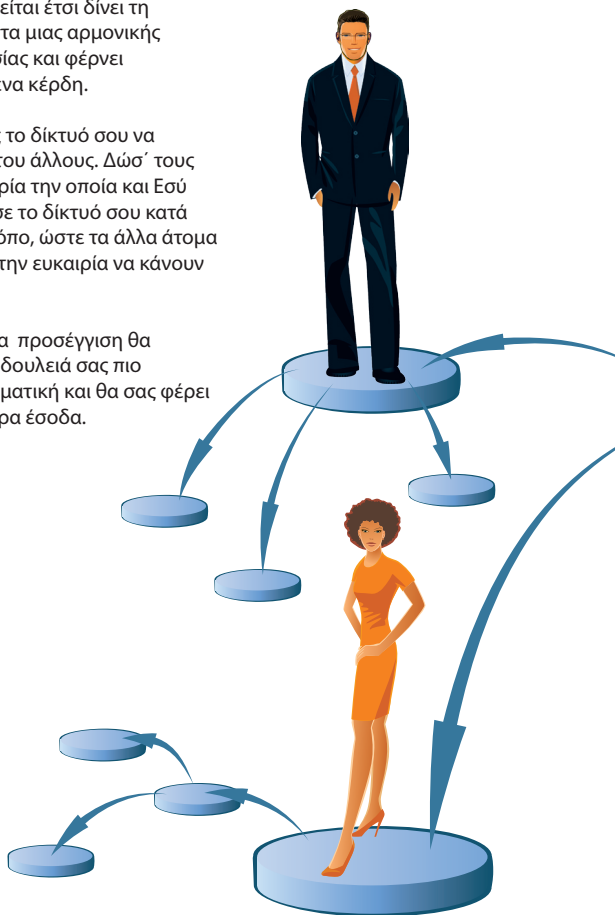 είται έτσι δίνει τη
τα μιας αρμονικής
σίας και φέρνει
ένα κέρδη.
ς το δίκτυό σου να
του άλλους. Δώσ΄ τους
ρία την οποία και Εσύ
σε το δίκτυό σου κατά
όπο, ώστε τα άλλα άτομα
την ευκαιρία να κάνουν
α προσέγγιση θα
δουλειά σας πιο
ματική και θα σας φέρει
ρα έσοδα.